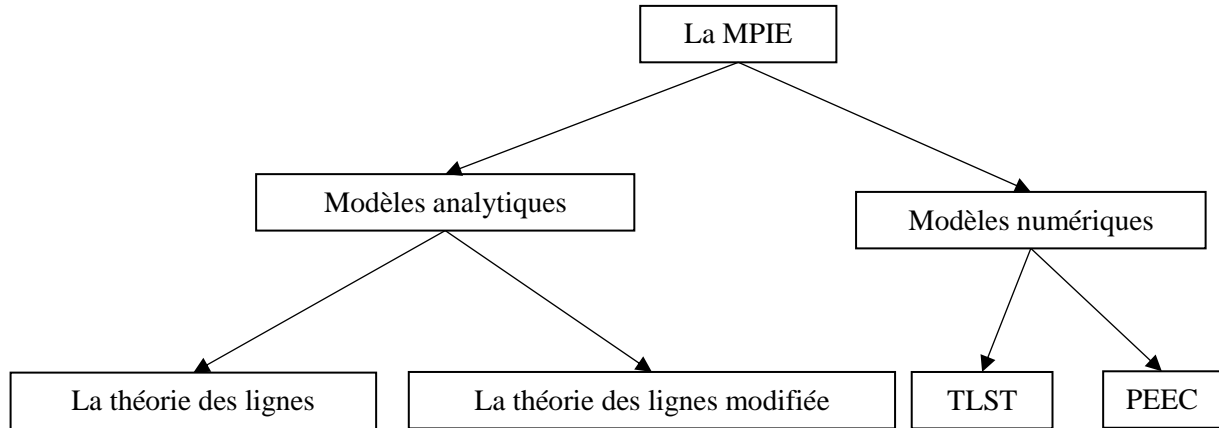 La MPIE
Modèles analytiques
Modèles numériques
La théorie des lignes
La théorie des lignes modifiée
TLST
PEEC